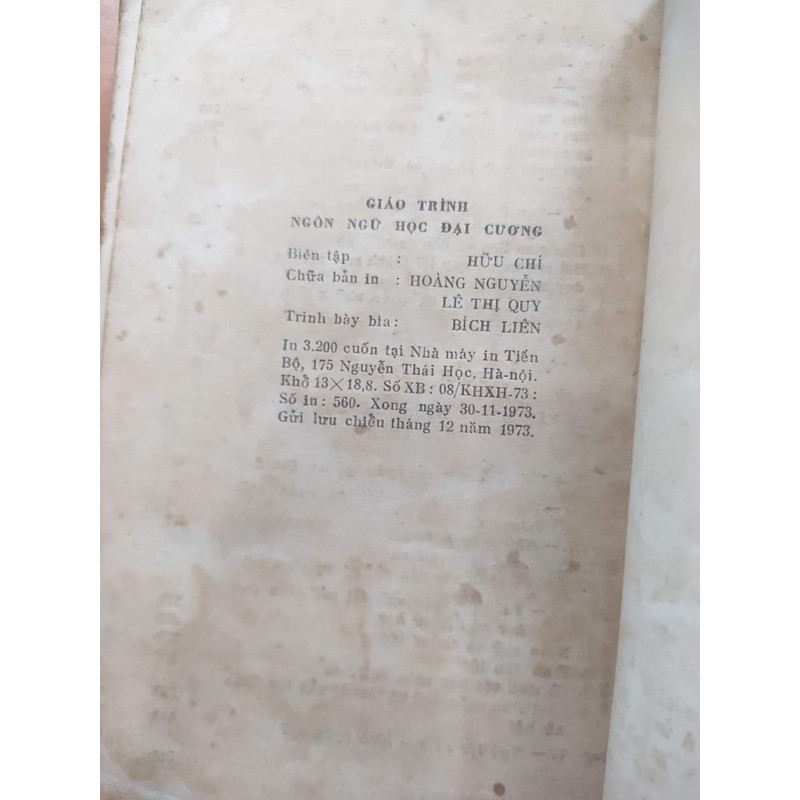 GIÁO TRÌNH
NGÔN NGỮ HỌC ĐẠI CƯƠNG
Biên tập : HỮU CHÍ
Chữa bản in : HOÀNG NGUYỄN
LÊ THỊ QUY
Trình bày bìa : BÍCH LIÊN
In 3.200 cuốn tại Nhà máy in Tiến
Bộ, 175 Nguyễn Thái Học, Hà-nội.
Khổ 13×18,8. Số XB : 08/KHXH-73 :
Số in : 560. Xong ngày 30-11-1973.
Gửi lưu chiểu tháng 12 năm 1973.